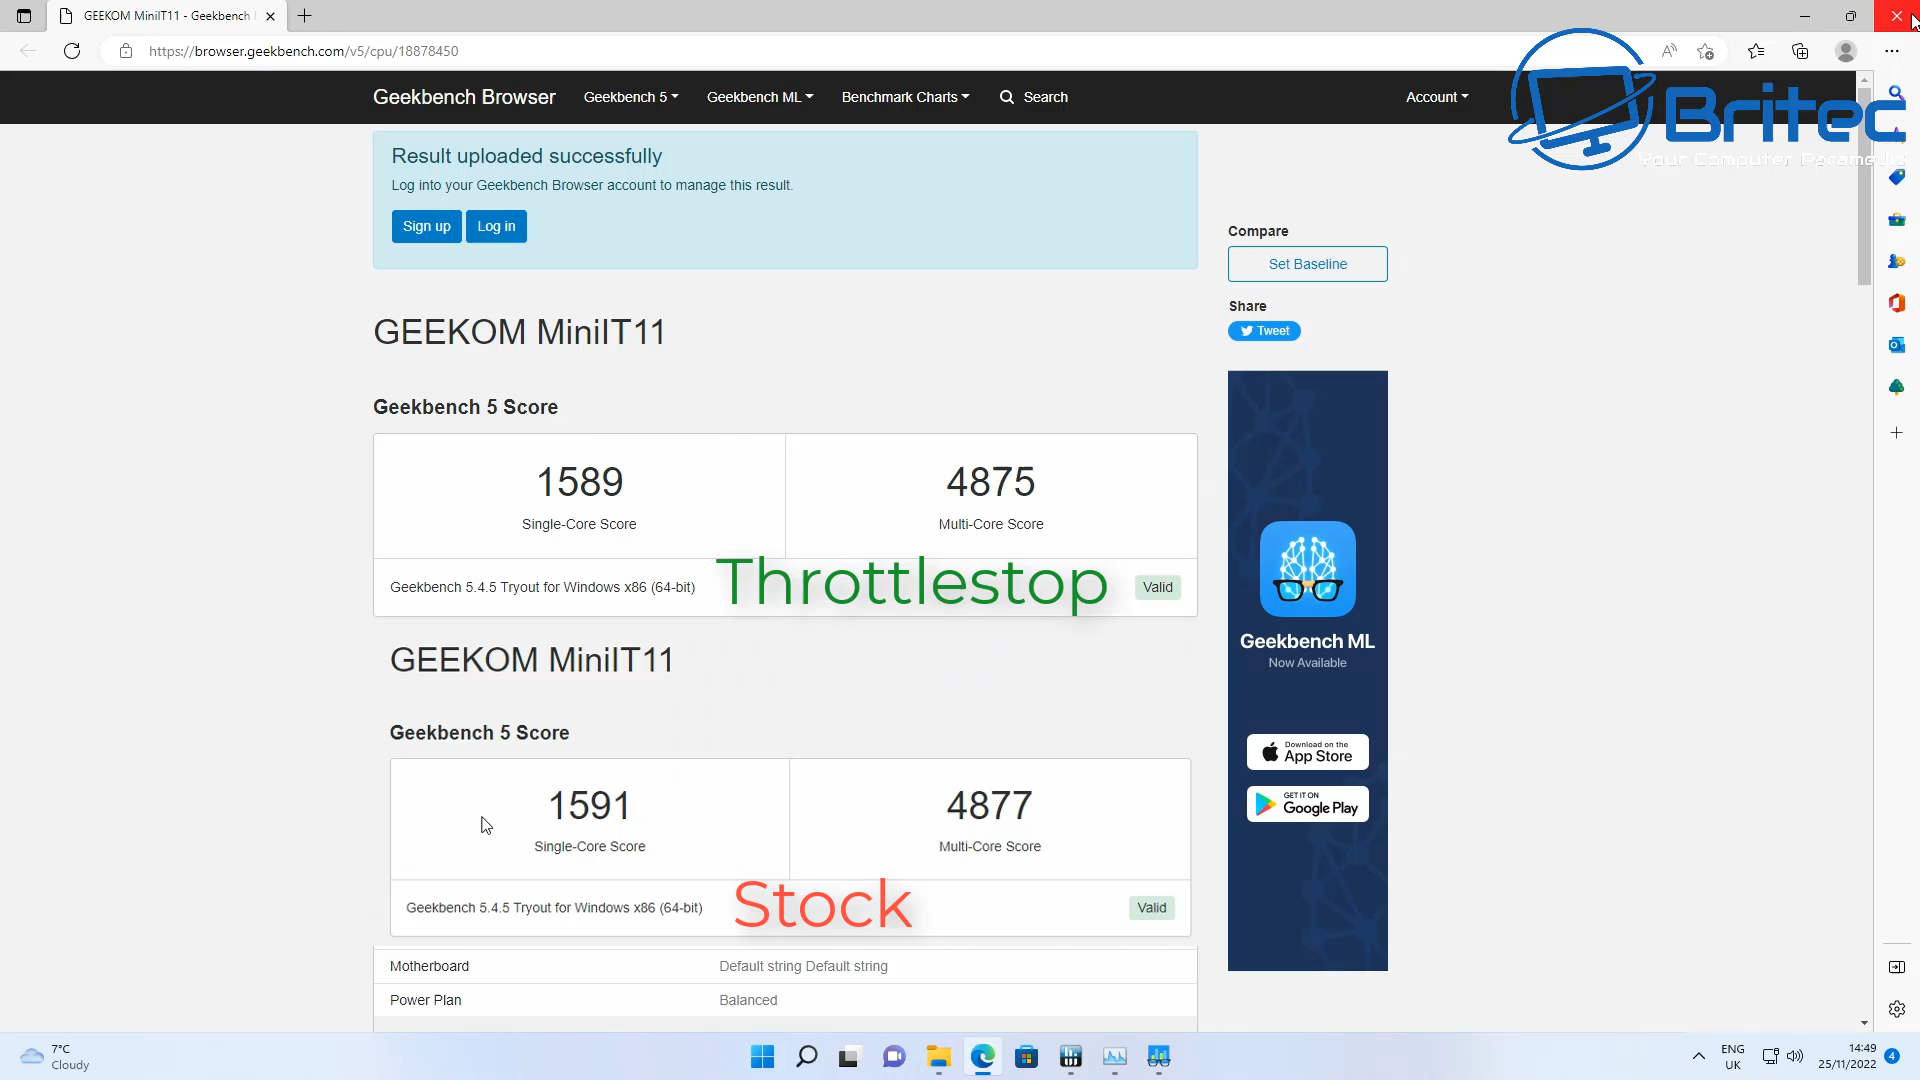 GEEKOM MiniIT11 - Geekbench
https://browser.geekbench.com/v5/cpu/18878450
Geekbench Browser
Geekbench 5
Geekbench ML
Benchmark Charts
Search
Account
Britec
Your Computer Paramedic
Result uploaded successfully
Log into your Geekbench Browser account to manage this result.
Sign up
Log in
Compare
Set Baseline
Share
Tweet
GEEKOM MiniIT11
Geekbench 5 Score
1589
4875
Single-Core Score
Multi-Core Score
Geekbench 5.4.5 Tryout for Windows x86 (64-bit)
Throttlestop
Valid
GEEKOM MiniIT11
Geekbench 5 Score
1591
4877
Single-Core Score
Multi-Core Score
Geekbench 5.4.5 Tryout for Windows x86 (64-bit)
Stock
Valid
Motherboard
Default string Default string
Power Plan
Balanced
Geekbench ML
Now Available
Download on the
App Store
GET IT ON
Google Play
7°C
Cloudy
ENG
UK
14:49
25/11/2022
4